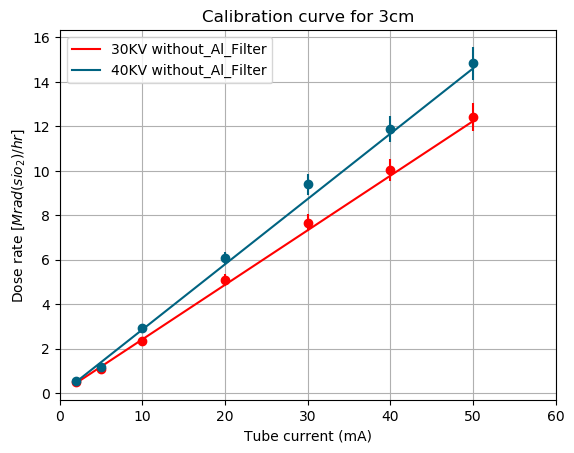 Calibration curve for 3cm
30KV without_Al_Filter
40KV without_Al_Filter
Dose rate [Mrad(sio₂)/hr]
16
14
12
10
8
6
4
2
0
0 10 20 30 40 50 60
Tube current (mA)